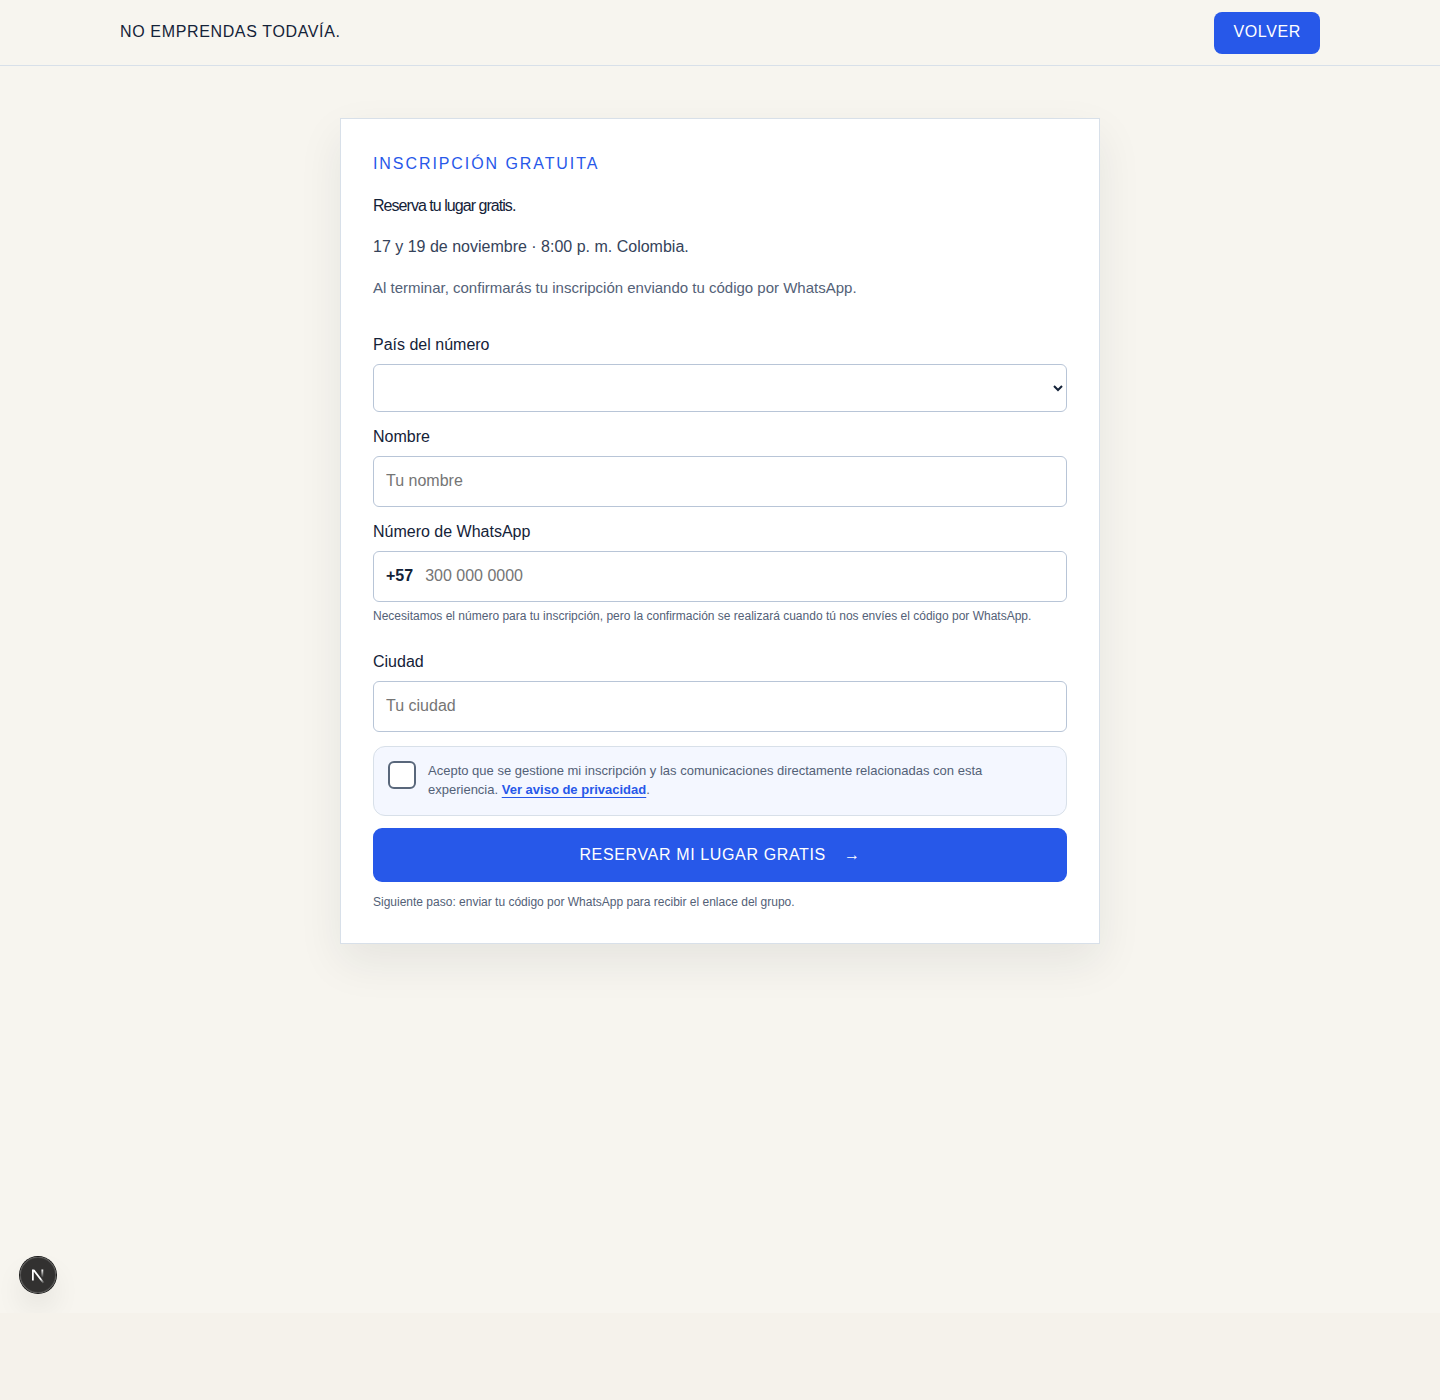 NO EMPRENDAS TODAVÍA.
VOLVER
INSCRIPCIÓN GRATUITA
Reserva tu lugar gratis.
17 y 19 de noviembre · 8:00 p. m. Colombia.
Al terminar, confirmarás tu inscripción enviando tu código por WhatsApp.
País del número
Nombre
Tu nombre
Número de WhatsApp
+57 300 000 0000
Necesitamos el número para tu inscripción, pero la confirmación se realizará cuando tú nos envíes el código por WhatsApp.
Ciudad
Tu ciudad
Acepto que se gestione mi inscripción y las comunicaciones directamente relacionadas con esta
experiencia. Ver aviso de privacidad.
RESERVAR MI LUGAR GRATIS →
Siguiente paso: enviar tu código por WhatsApp para recibir el enlace del grupo.
N